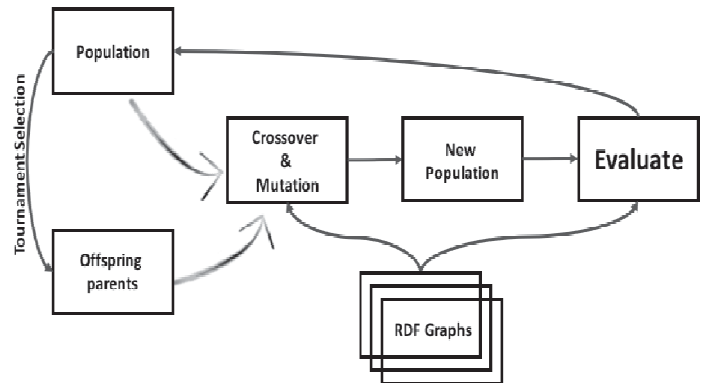 Population
Tournament Selection
Crossover
&
Mutation
New
Population
Evaluate
Offspring
parents
RDF Graphs